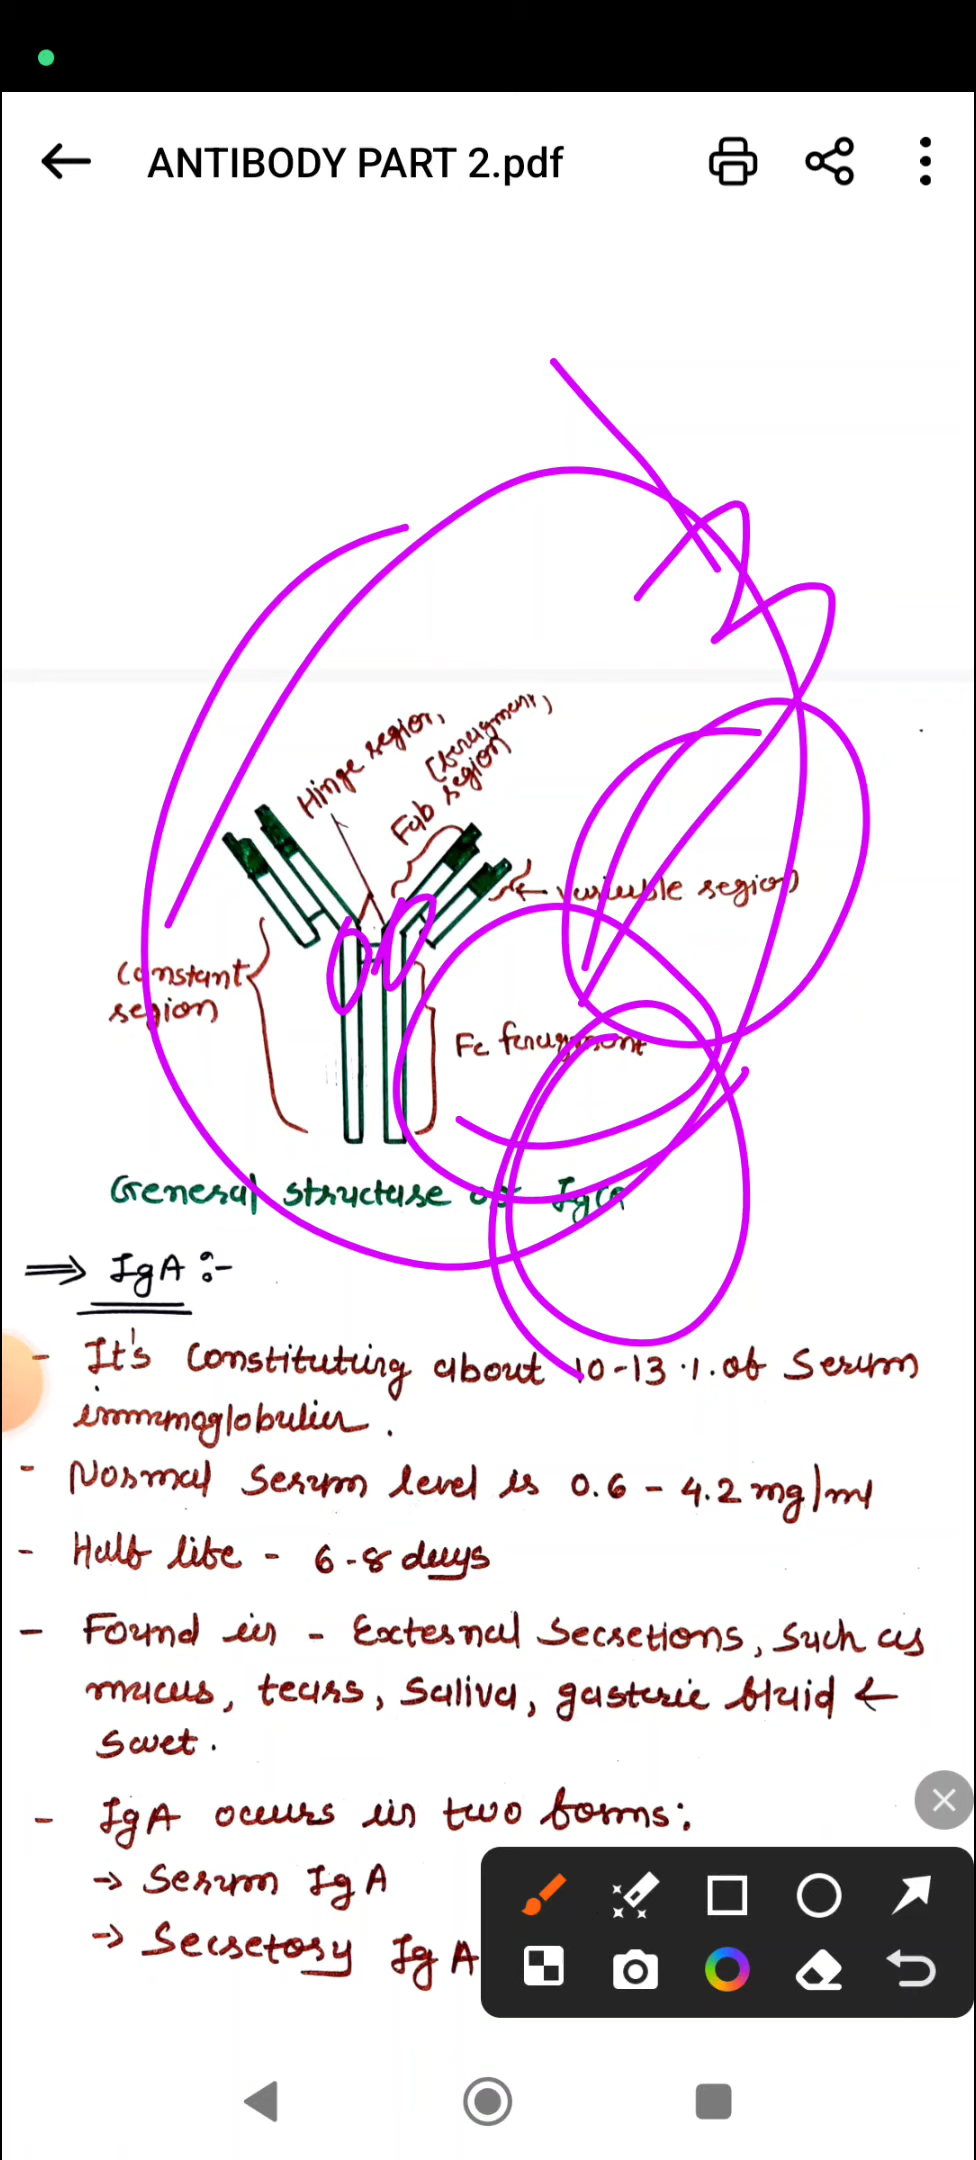 ANTIBODY PART 2.pdf
Hinge region,
Fab (fragment, region)
variable region
constant
region
Fc fragment
General structure of IgG
⇒ IgA :-
- It's constituting about 10-13 ·/. of Serum
immunoglobulin.
- Normal Serum level is 0.6 - 4.2 mg/ml
- Half life - 6-8 days
- Found in - External Secretions, Such as
mucus, tears, Saliva, gasteric fluid &
Swet.
- IgA occurs in two forms:
→ Serum IgA
→ Secretory IgA